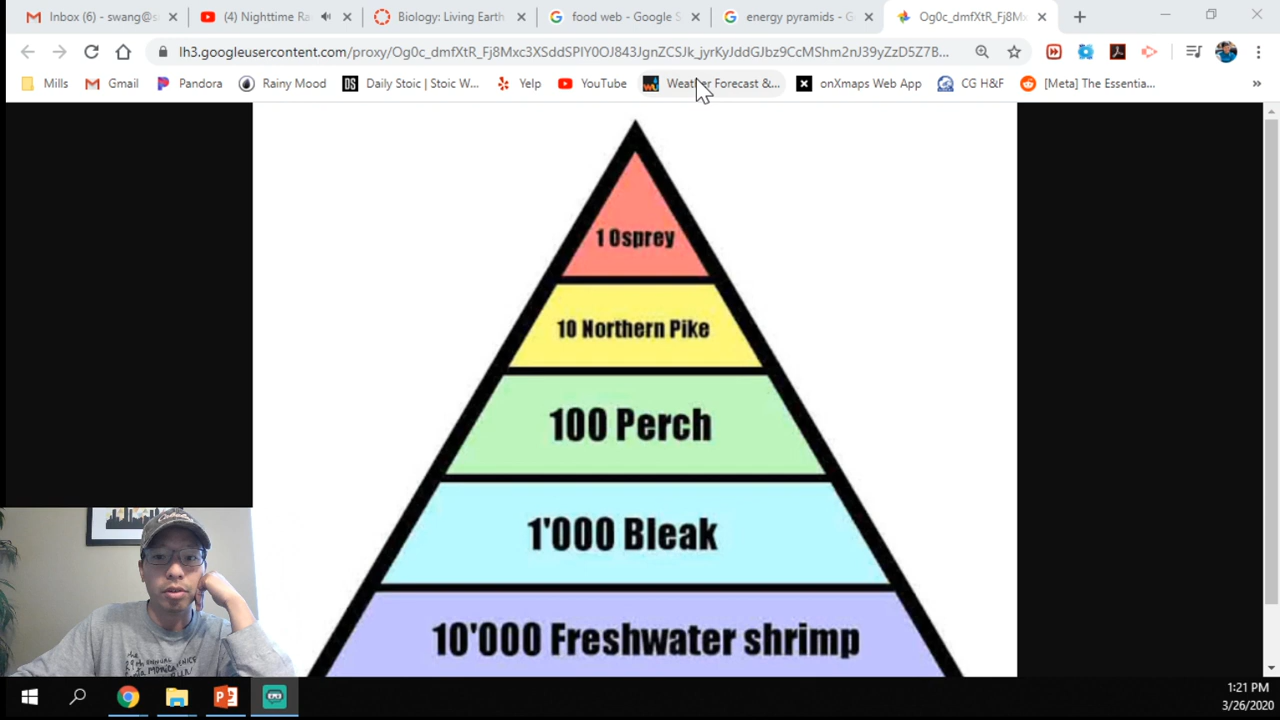 Inbox (6) - swang@s
(4) Nighttime Ra
Biology: Living Earth
food web - Google S
energy pyramids - G
Og0c_dmfXtR_Fj8Mx
lh3.googleusercontent.com/proxy/Og0c_dmfXtR_Fj8Mxc3XSddSPlY0OJ843JgnZCSJk_jyrKyJddGJbz9CcMShm2nJ39yZzD5Z7B...
Mills
Gmail
Pandora
Rainy Mood
DS Daily Stoic | Stoic W...
Yelp
YouTube
Weather Forecast &...
onXmaps Web App
CG H&F
[Meta] The Essentia...
»
1 Osprey
10 Northern Pike
100 Perch
1'000 Bleak
10'000 Freshwater shrimp
1:21 PM
3/26/2020